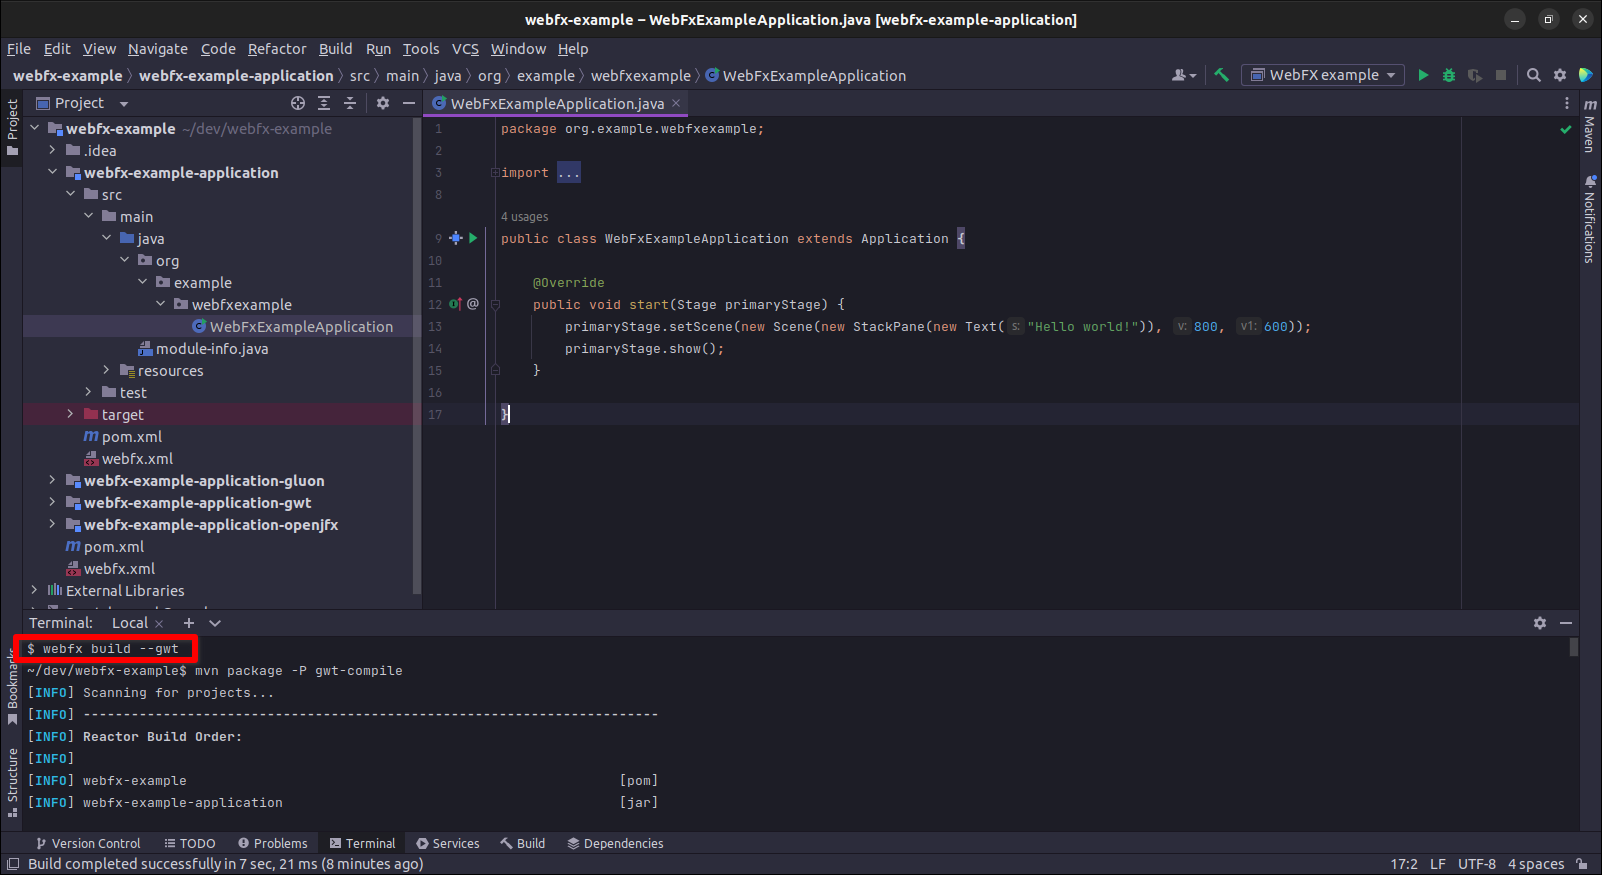 webfx-example – WebFxExampleApplication.java [webfx-example-application]
File Edit View Navigate Code Refactor Build Run Tools VCS Window Help
webfx-example webfx-example-application src main java org example webfxexample WebFxExampleApplication
WebFX example
Project
Project
WebFxExampleApplication.java
Maven
Notifications
webfx-example ~/dev/webfx-example
.idea
webfx-example-application
src
main
java
org
example
webfxexample
WebFxExampleApplication
module-info.java
resources
test
target
pom.xml
webfx.xml
webfx-example-application-gluon
webfx-example-application-gwt
webfx-example-application-openjfx
pom.xml
webfx.xml
External Libraries
1 package org.example.webfxexample;
2
3 import ...
8
4 usages
9 public class WebFxExampleApplication extends Application {
10
11 @Override
12 @ public void start(Stage primaryStage) {
13 primaryStage.setScene(new Scene(new StackPane(new Text( s: "Hello world!")), v: 800, v1: 600));
14 primaryStage.show();
15 }
16
17 }
Terminal: Local
$ webfx build --gwt
~/dev/webfx-example$ mvn package -P gwt-compile
[INFO] Scanning for projects...
[INFO] ------------------------------------------------------------------------
[INFO] Reactor Build Order:
[INFO]
[INFO] webfx-example [pom]
[INFO] webfx-example-application [jar]
Bookmarks
Structure
Version Control TODO Problems Terminal Services Build Dependencies
Build completed successfully in 7 sec, 21 ms (8 minutes ago)
17:2 LF UTF-8 4 spaces